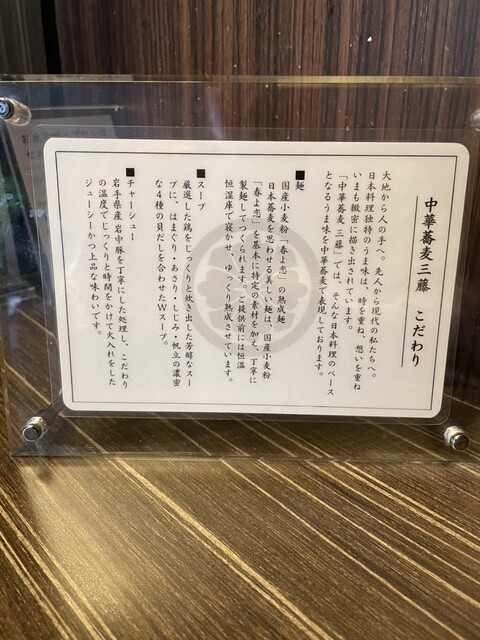 中華蕎麦三藤 こだわり
大地から人の手へ。先人から現代の私たちへ。
日本料理独特のうま味は、時を重ね 想いを重ね
いまも緻密に描き出されています。
「中華蕎麦 三藤」では、そんな日本料理のベース
となるうま味を中華蕎麦で表現しております。
■麺
国産小麦粉「春よ恋」の熟成麺
日本蕎麦を思わせる美しい麺は、国産小麦粉
「春よ恋」を基本に特定の素材を加え、丁寧に
製麺してつくられます。ご提供前には恒温
恒湿庫で寝かせ、ゆっくり熟成させています。
■スープ
厳選した鶏をじっくりと炊き出した芳醇なスー
プに、はまぐり・あさり・しじみ・帆立の濃密
な4種の貝だしを合わせたWスープ。
■チャーシュー
岩手県産 岩中豚を丁寧にした処理し、こだわり
の温度でじっくりと時間をかけて火入れをした
ジューシーかつ上品な味わいです。